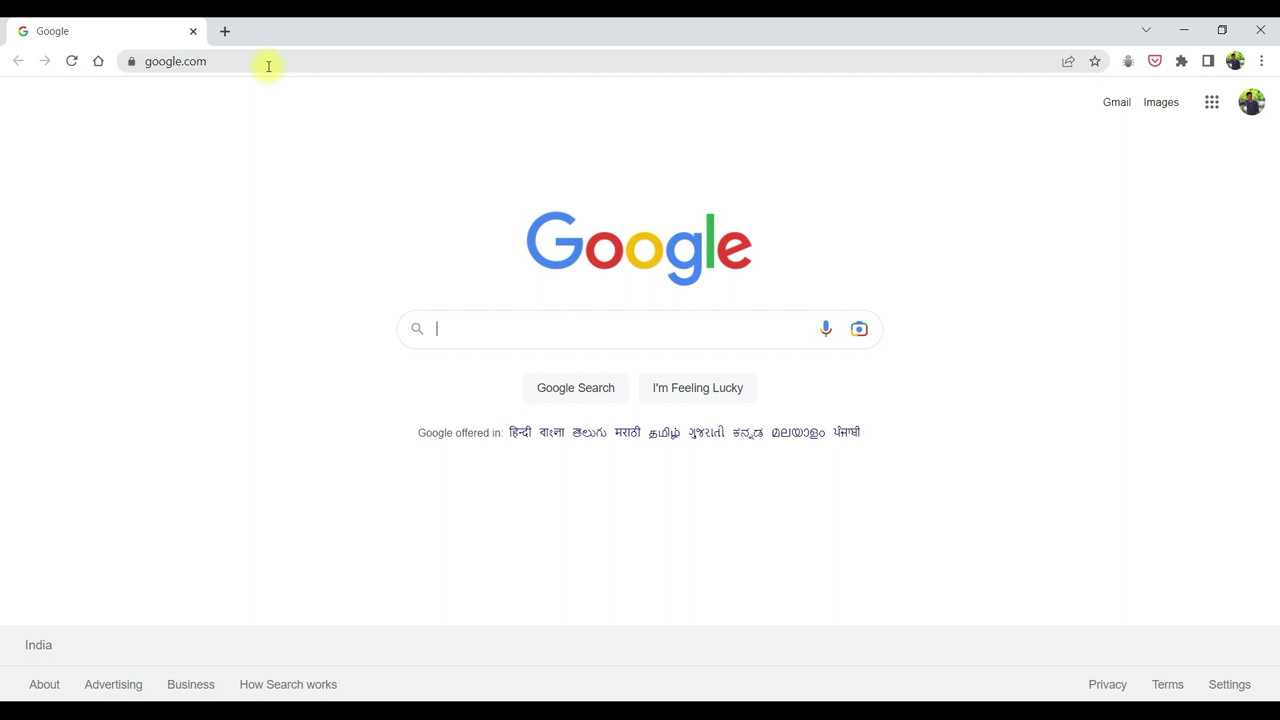 Google
google.com
Gmail Images
Google
Google Search I'm Feeling Lucky
Google offered in: हिन्दी বাংলা తెలుగు मराठी தமிழ் ગુજરાતી ಕನ್ನಡ മലയാളം ਪੰਜਾਬੀ
India
About Advertising Business How Search works Privacy Terms Settings